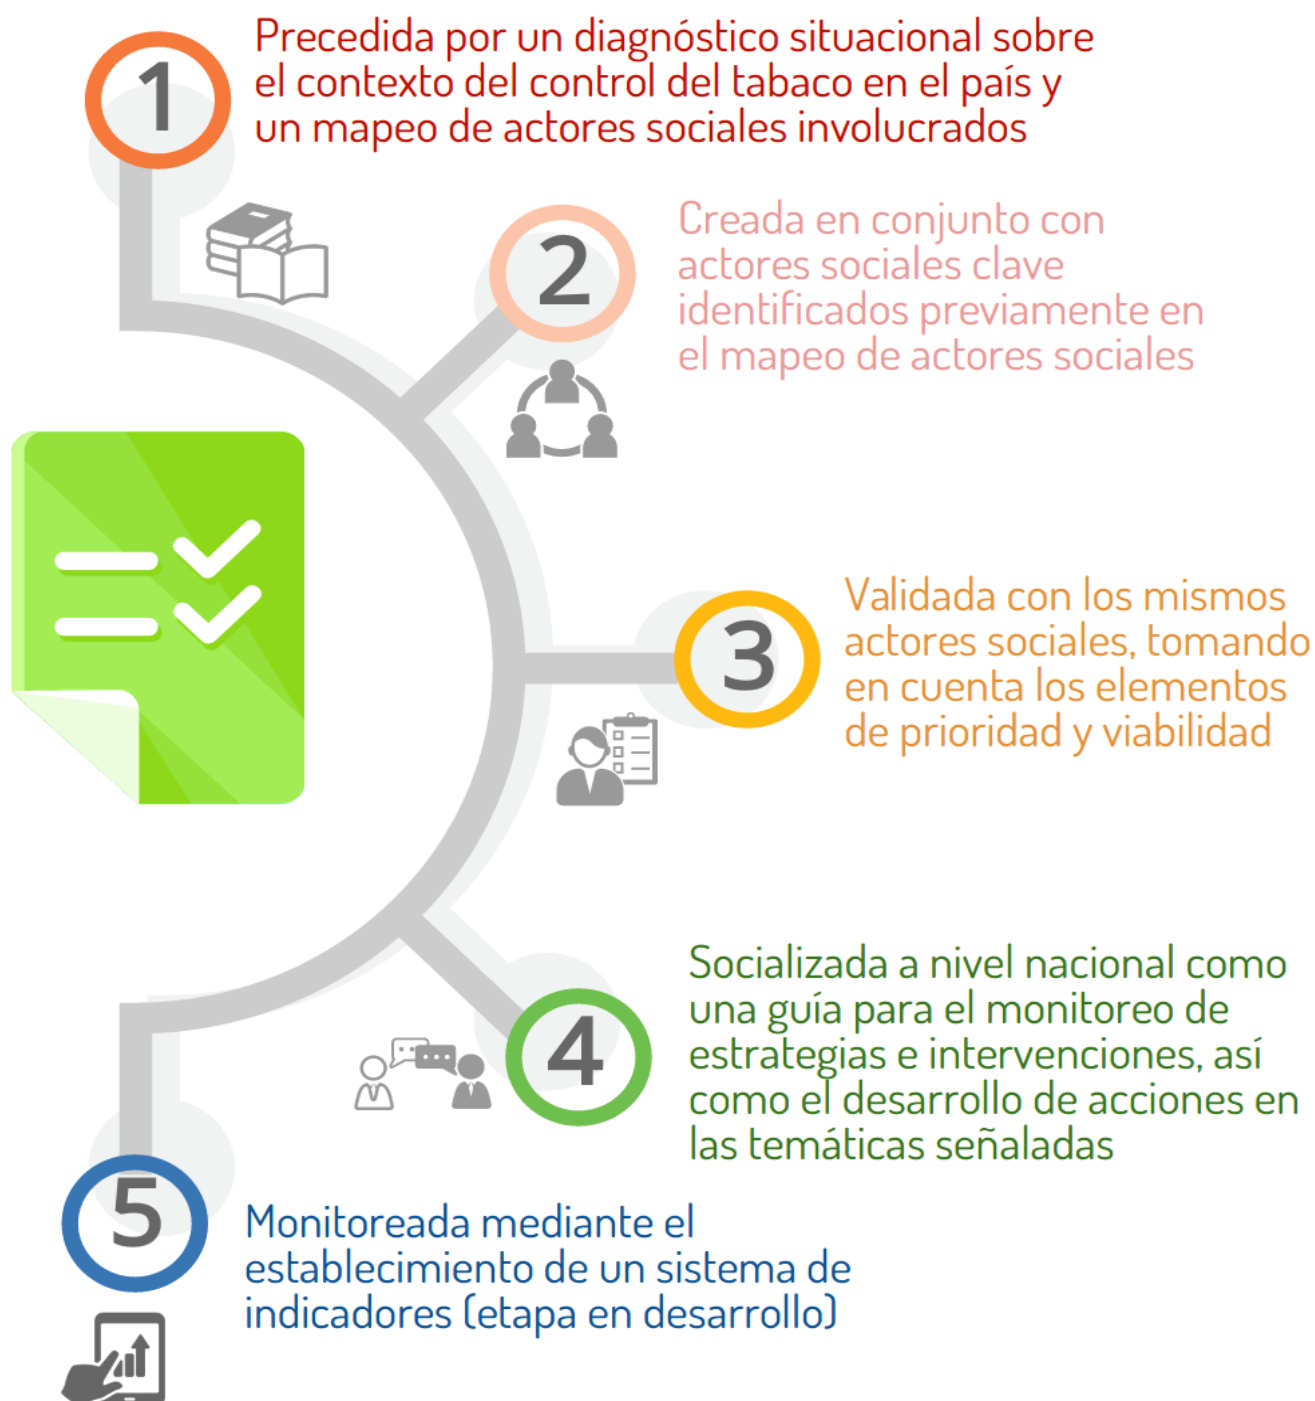 1
Precedida por un diagnóstico situacional sobre
el contexto del control del tabaco en el país y
un mapeo de actores sociales involucrados
2
Creada en conjunto con
actores sociales clave
identificados previamente en
el mapeo de actores sociales
3
Validada con los mismos
actores sociales, tomando
en cuenta los elementos
de prioridad y viabilidad
4
Socializada a nivel nacional como
una guía para el monitoreo de
estrategias e intervenciones, así
como el desarrollo de acciones en
las temáticas señaladas
5
Monitoreada mediante el
establecimiento de un sistema de
indicadores (etapa en desarrollo)